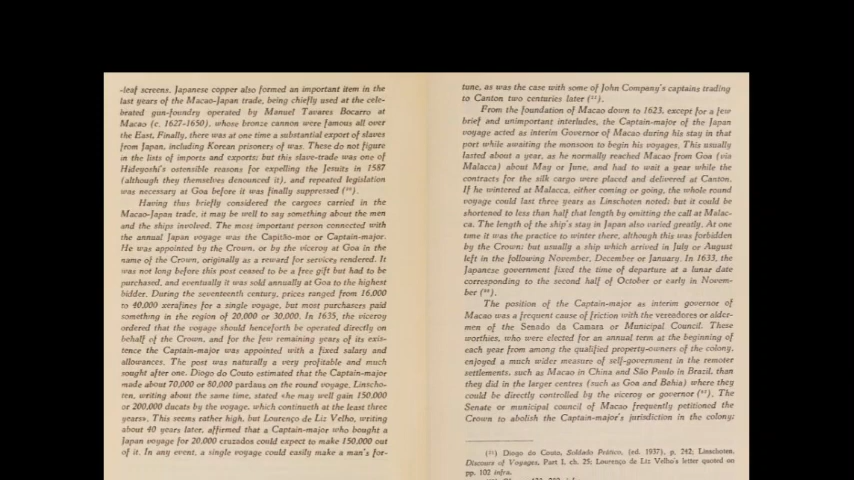 -leaf screens. Japanese copper also formed an important item in the
last years of the Macao-Japan trade, being chiefly used at the cele-
brated gun-foundry operated by Manuel Tavares Bocarro at
Macao (c. 1627-1650), whose bronze cannon were famous all over
the East. Finally, there was at one time a substantial export of slaves
from Japan, including Korean prisoners of war. These do not figure
in the lists of imports and exports; but this slave-trade was one of
Hideyoshi's ostensible reasons for expelling the Jesuits in 1587
(although they themselves denounced it), and repeated legislation
was necessary at Goa before it was finally suppressed
Having thus briefly considered the cargoes carried in the
Macao-Japan trade, it may be well to say something about the men
and the ships involved. The most important person connected with
the annual Japan voyage was the Capitão-mor or Captain-major.
He was appointed by the Crown, or by the viceroy at Goa in the
name of the Crown, originally as a reward for services rendered. It
was not long before this post ceased to be a free gift but had to be
purchased, and eventually it was sold annually at Goa to the highest
bidder. During the seventeenth century, prices ranged from 16,000
to 40,000 xerafines for a single voyage, but most purchasers paid
something in the region of 20,000 or 30,000. In 1635, the viceroy
ordered that the voyage should henceforth be operated directly on
behalf of the Crown, and for the few remaining years of its exis-
tence the Captain-major was appointed with a fixed salary and
allowances. The post was naturally a very profitable and much
sought after one. Diogo do Couto estimated that the Captain-major
made about 70,000 or 80,000 pardaus on the round voyage. Linscho-
ten, writing about the same time, stated «he may well gain 150,000
or 200,000 ducats by the voyage, which continueth at the least three
years». This seems rather high, but Lourenço de Liz Velho, writing
about 40 years later, affirmed that a Captain-major who bought a
Japan voyage for 20,000 cruzados could expect to make 150,000 out
of it. In any event, a single voyage could easily make a man's for-
tune, as was the case with some of John Company's captains trading
to Canton two centuries later
From the foundation of Macao down to 1623, except for a few
brief and unimportant interludes, the Captain-major of the Japan
voyage acted as interim Governor of Macao during his stay in that
port while awaiting the monsoon to begin his voyages. This usually
lasted about a year, as he normally reached Macao from Goa (via
Malacca) about May or June, and had to wait a year while the
contracts for the silk cargo were placed and delivered at Canton.
If he wintered at Malacca, either coming or going, the whole round
voyage could last three years as Linschoten noted; but it could be
shortened to less than half that length by omitting the call at Malac-
ca. The length of the ship's stay in Japan also varied greatly. At one
time it was the practice to winter there, although this was forbidden
by the Crown; but usually a ship which arrived in July or August
left in the following November, December or January. In 1633, the
Japanese government fixed the time of departure at a lunar date
corresponding to the second half of October or early in Novem-
ber
The position of the Captain-major as interim governor of
Macao was a frequent cause of friction with the vereadores or alder-
men of the Senado da Camara or Municipal Council. These
worthies, who were elected for an annual term at the beginning of
each year from among the qualified property-owners of the colony,
enjoyed a much wider measure of self-government in the remoter
settlements, such as Macao in China and São Paulo in Brazil, than
they did in the larger centres (such as Goa and Bahia) where they
could be directly controlled by the viceroy or governor The
Senate or municipal council of Macao frequently petitioned the
Crown to abolish the Captain-major's jurisdiction in the colony;
Diogo do Couto, Soldado Prático, (ed. 1937), p. 242; Linschoten,
Discours of Voyages, Part I, ch. 25; Lourenço de Liz Velho's letter quoted on
pp. 102 infra.